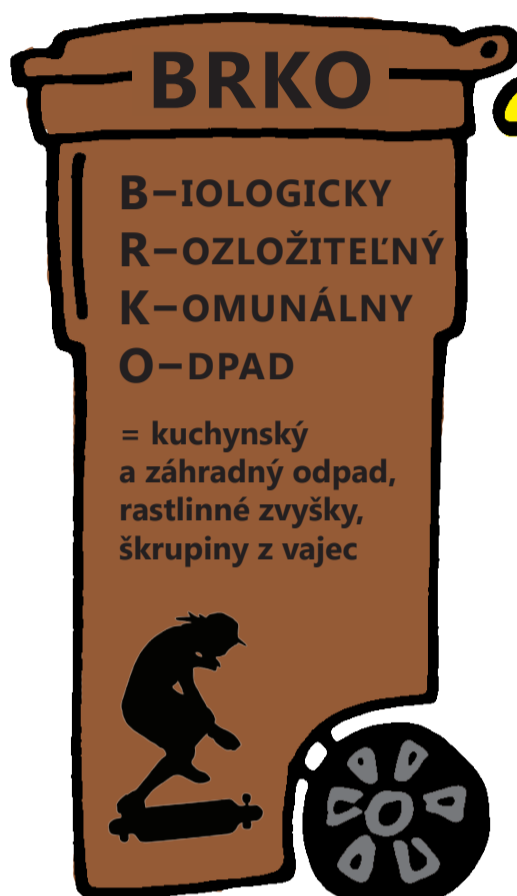 BRKO
B–IOLOGICKY
R–OZLOŽITEĽNÝ
K–OMUNÁLNY
O–DPAD
= kuchynský
a záhradný odpad,
rastlinné zvyšky,
škrupiny z vajec